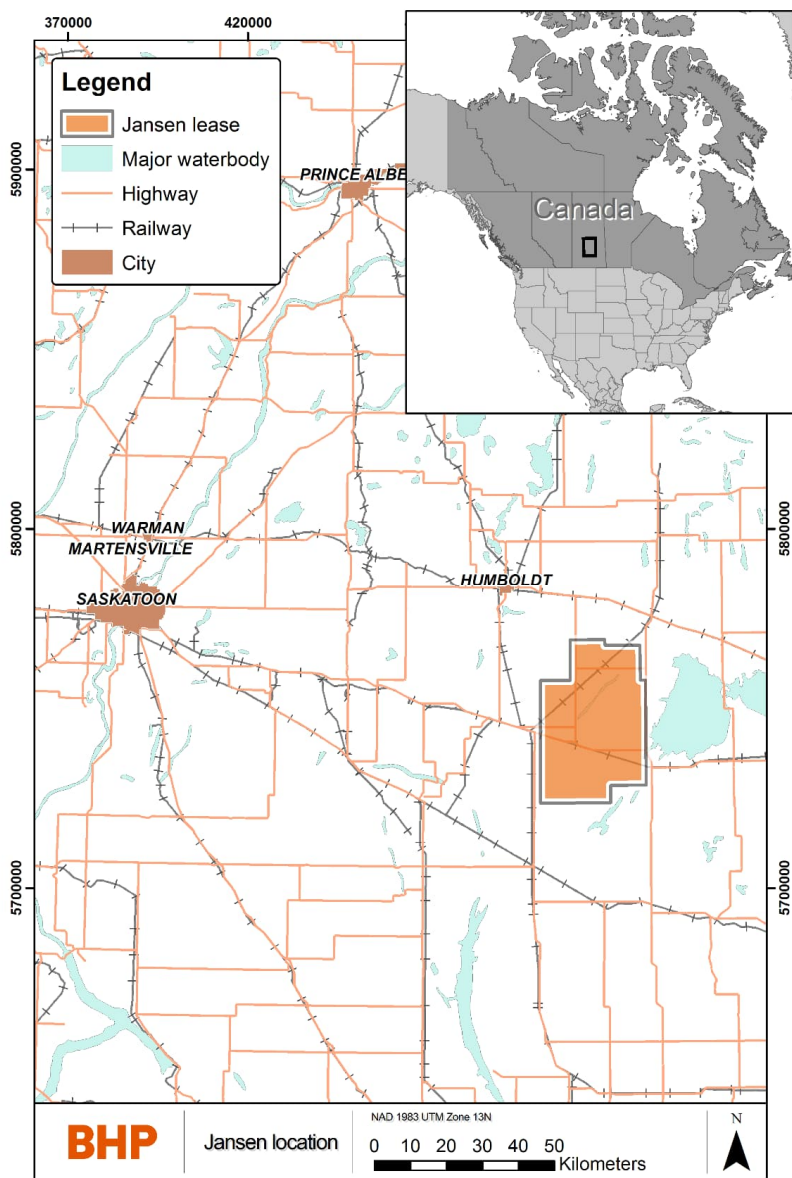 370000
420000
Legend
Jansen lease
Major waterbody
Highway
Railway
City
Canada
5900000
PRINCE ALBE
5800000
5800000
WARMAN
MARTENSVILLE
HUMBOLDT
SASKATOON
5700000
5700000
BHP
Jansen location
NAD 1983 UTM Zone 13N
0 10 20 30 40 50
Kilometers
N